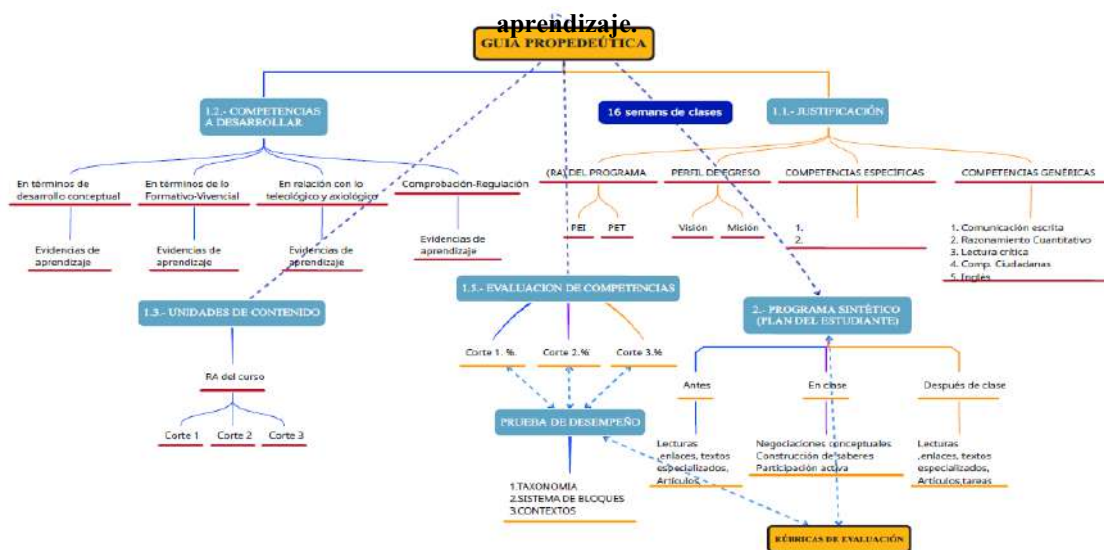 aprendizaje.
GUIA PROPEDEÚTICA
1.2.- COMPETENCIAS
A DESARROLLAR
16 semans de clases
1.1.- JUSTIFICACIÓN
En términos de
desarrollo conceptual
En términos de lo
Formativo-Vivencial
En relación con lo
teleológico y axiológico
Comprobación-Regulación
(RA) DEL PROGRAMA
PERFIL DE EGRESO
COMPETENCIAS ESPECÍFICAS
COMPETENCIAS GENÉRICAS
Evidencias de
aprendizaje
Evidencias de
aprendizaje
Evidencias de
aprendizaje
Evidencias de
aprendizaje
PEI
PET
Visión
Misión
1.
2.
1. Comunicación escrita
2. Razonamiento Cuantitativo
3. Lectura crítica
4. Comp. Ciudadanas
5. Inglés
1.3.- UNIDADES DE CONTENIDO
1.5.- EVALUACION DE COMPETENCIAS
2.- PROGRAMA SINTÉTICO
(PLAN DEL ESTUDIANTE)
RA del curso
Corte 1
Corte 2
Corte 3
Corte 1. %.
Corte 2.%
Corte 3.%
PRUEBA DE DESEMPEÑO
1.TAXONOMIA
2.SISTEMA DE BLOQUES
3.CONTEXTOS
Antes
En clase
Después de clase
Lecturas
,enlaces, textos
especializados,
Artículos
Negociaciones conceptuales
Construcción de saberes
Participación activa
Lecturas
,enlaces, textos
especializados,
Artículos,tareas
RÚBRICAS DE EVALUACIÓN